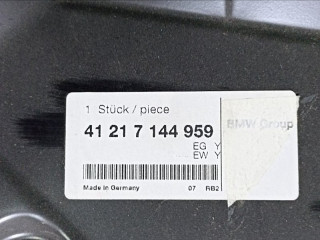 1 Stück / piece
41 21 7 144 959
BMW Group
EG Y
EW Y
Made in Germany 07 RB2